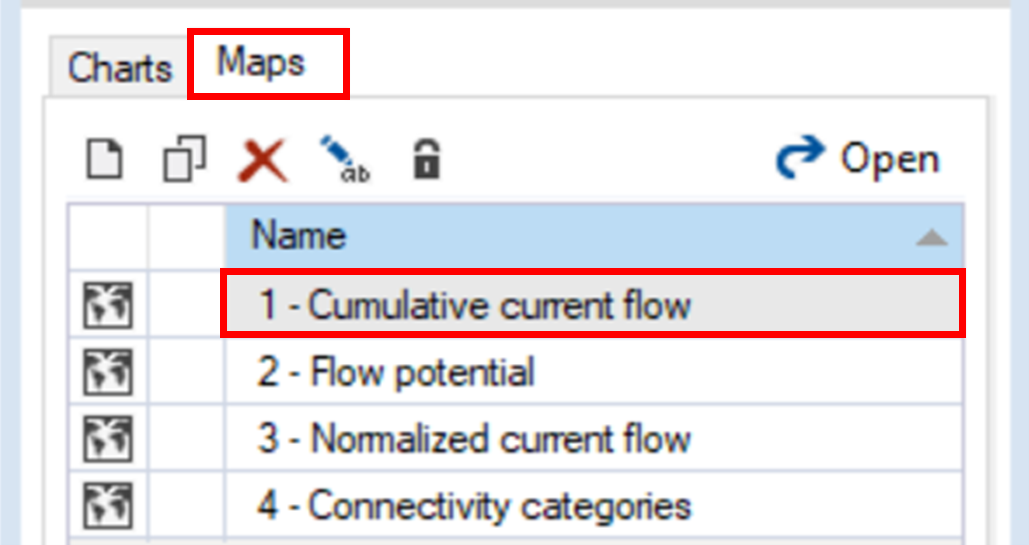 Charts Maps
ab Open
Name
1 - Cumulative current flow
2 - Flow potential
3 - Normalized current flow
4 - Connectivity categories